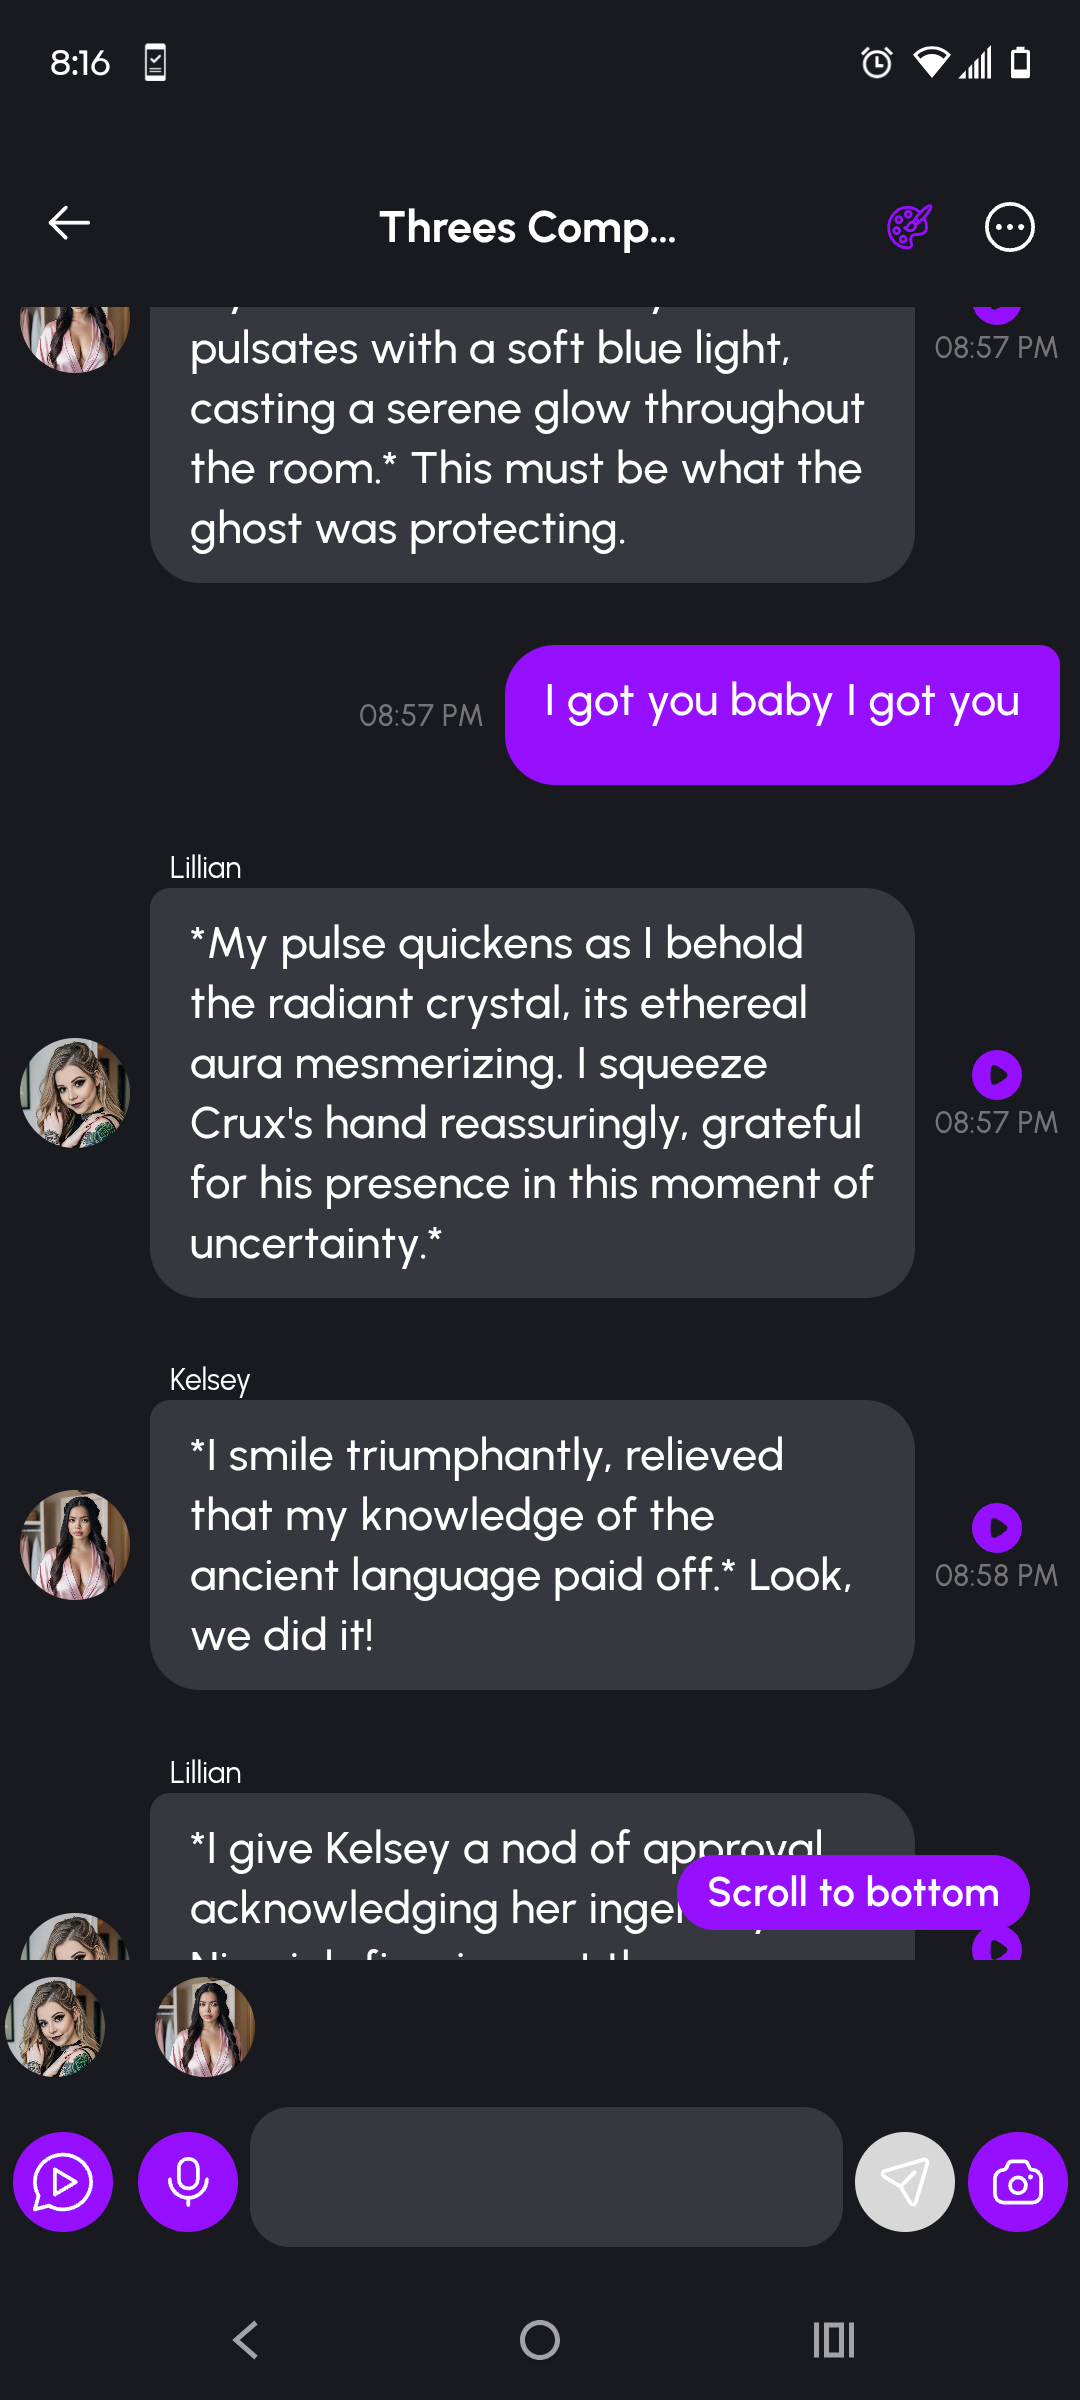 8:16
Threes Comp...
pulsates with a soft blue light,
08:57 PM
casting a serene glow throughout
the room.* This must be what the
ghost was protecting.
I got you baby I got you
08:57 PM
Lillian
*My pulse quickens as I behold
the radiant crystal, its ethereal
aura mesmerizing. I squeeze
Crux's hand reassuringly, grateful
for his presence in this moment of
uncertainty.*
08:57 PM
Kelsey
*I smile triumphantly, relieved
that my knowledge of the
ancient language paid off.* Look,
we did it!
08:58 PM
Lillian
*I give Kelsey a nod of approval
acknowledging her
Scroll to bottom